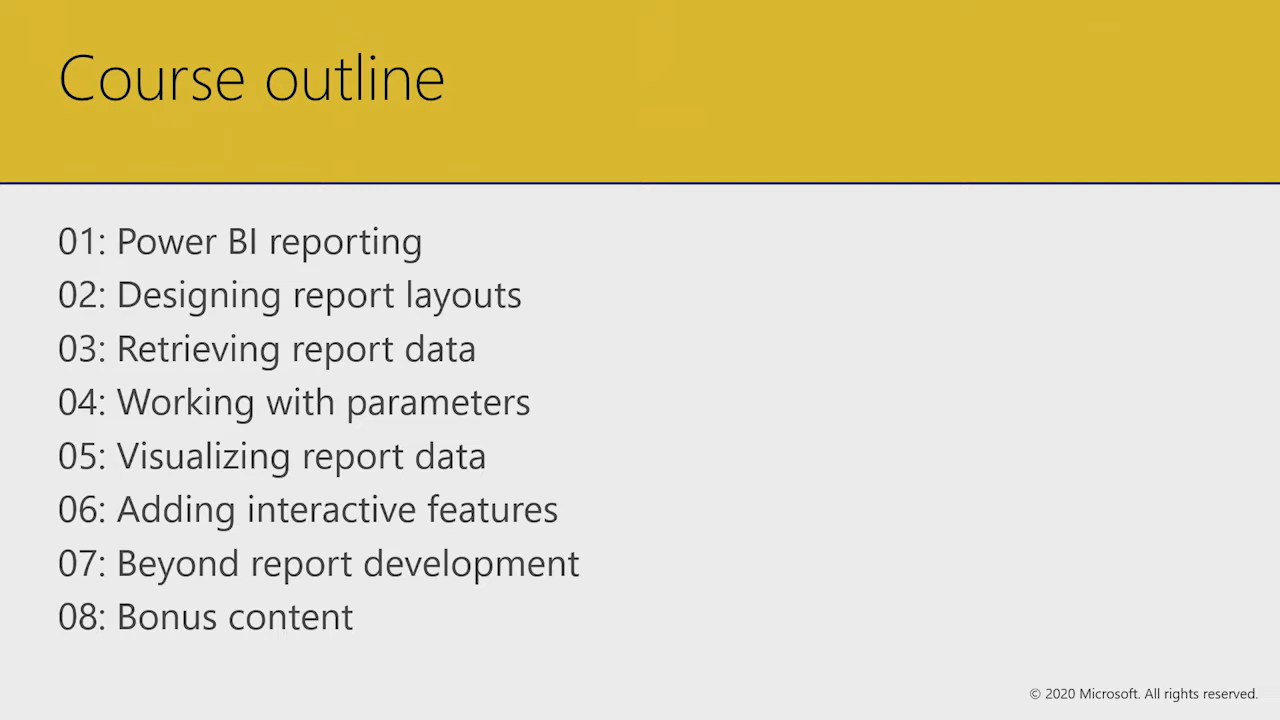 Course outline
01: Power BI reporting
02: Designing report layouts
03: Retrieving report data
04: Working with parameters
05: Visualizing report data
06: Adding interactive features
07: Beyond report development
08: Bonus content
© 2020 Microsoft. All rights reserved.